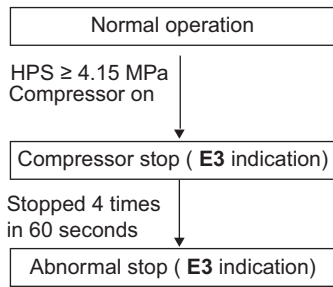 Normal operation
HPS ≥ 4.15 MPa
Compressor on
Compressor stop ( E3 indication)
Stopped 4 times
in 60 seconds
Abnormal stop ( E3 indication)